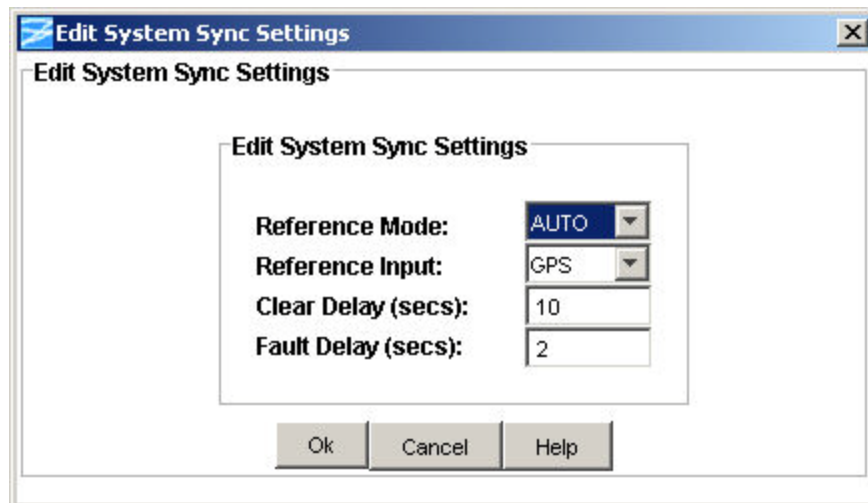 Edit System Sync Settings
Edit System Sync Settings
Edit System Sync Settings
Reference Mode: AUTO
Reference Input: GPS
Clear Delay (secs): 10
Fault Delay (secs): 2
Ok Cancel Help